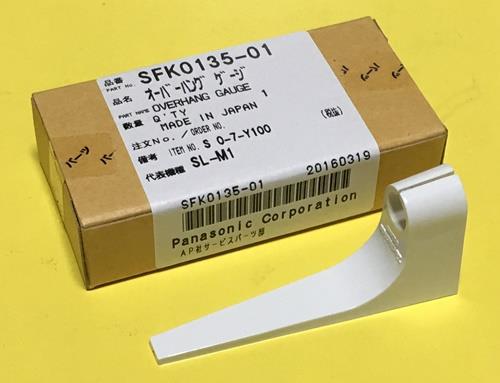 品番 SFK0135-01
PART No.
品名 オーバーハング ゲージ
PART NAME OVERHANG GAUGE
数量 Q'TY 1
MADE IN JAPAN
注文No./ORDER NO. (税抜)
備考 ITEM NO. S 0-7-Y100
代表機種 SL-M1
SFK0135-01 20160319
Panasonic Corporation
AP社サービスパーツ部
パーツ
パーツ